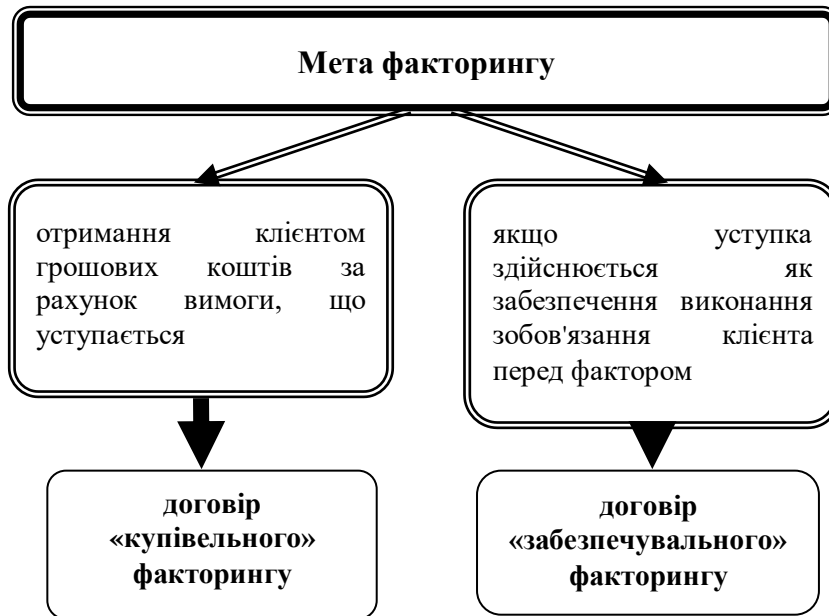 Мета факторингу
отримання клієнтом
грошових коштів за
рахунок вимоги, що
уступається
якщо уступка
здійснюється як
забезпечення виконання
зобов'язання клієнта
перед фактором
договір
«купівельного»
факторингу
договір
«забезпечувального»
факторингу